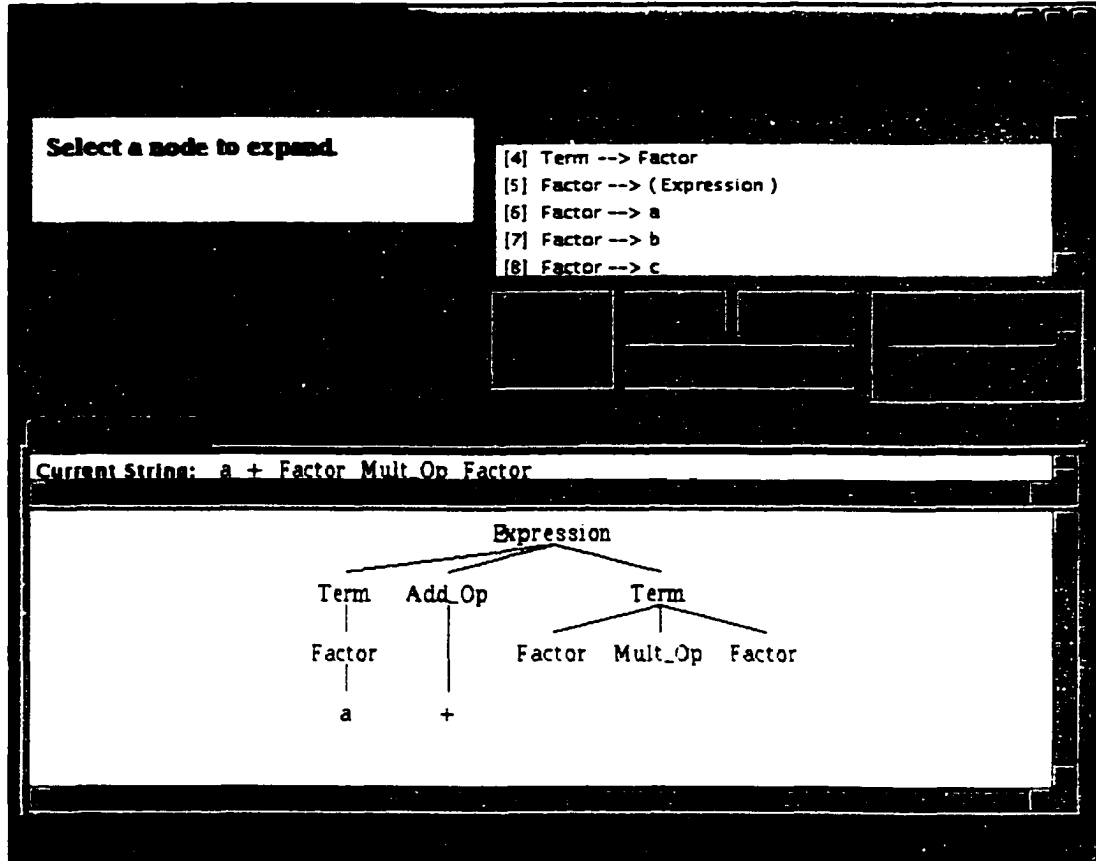 Select a node to expand.
[4] Term --> Factor
[5] Factor --> ( Expression )
[6] Factor --> a
[7] Factor --> b
[8] Factor --> c
Current String: a + Factor Mult_Op Factor
Expression
Term Add_Op Term
Factor Factor Mult_Op Factor
a +